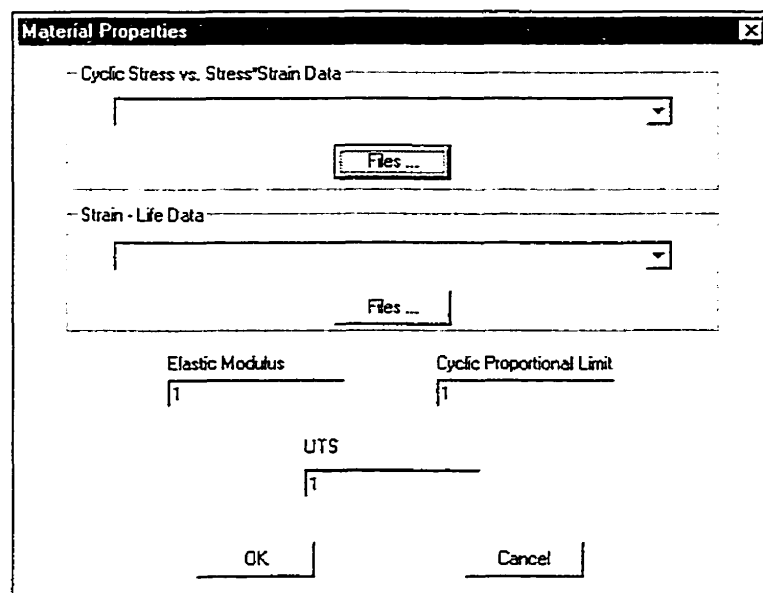 Material Properties
Cyclic Stress vs. Stress*Strain Data
Files ...
Strain - Life Data
Files ...
Elastic Modulus Cyclic Proportional Limit
1 1
UTS
1
OK Cancel